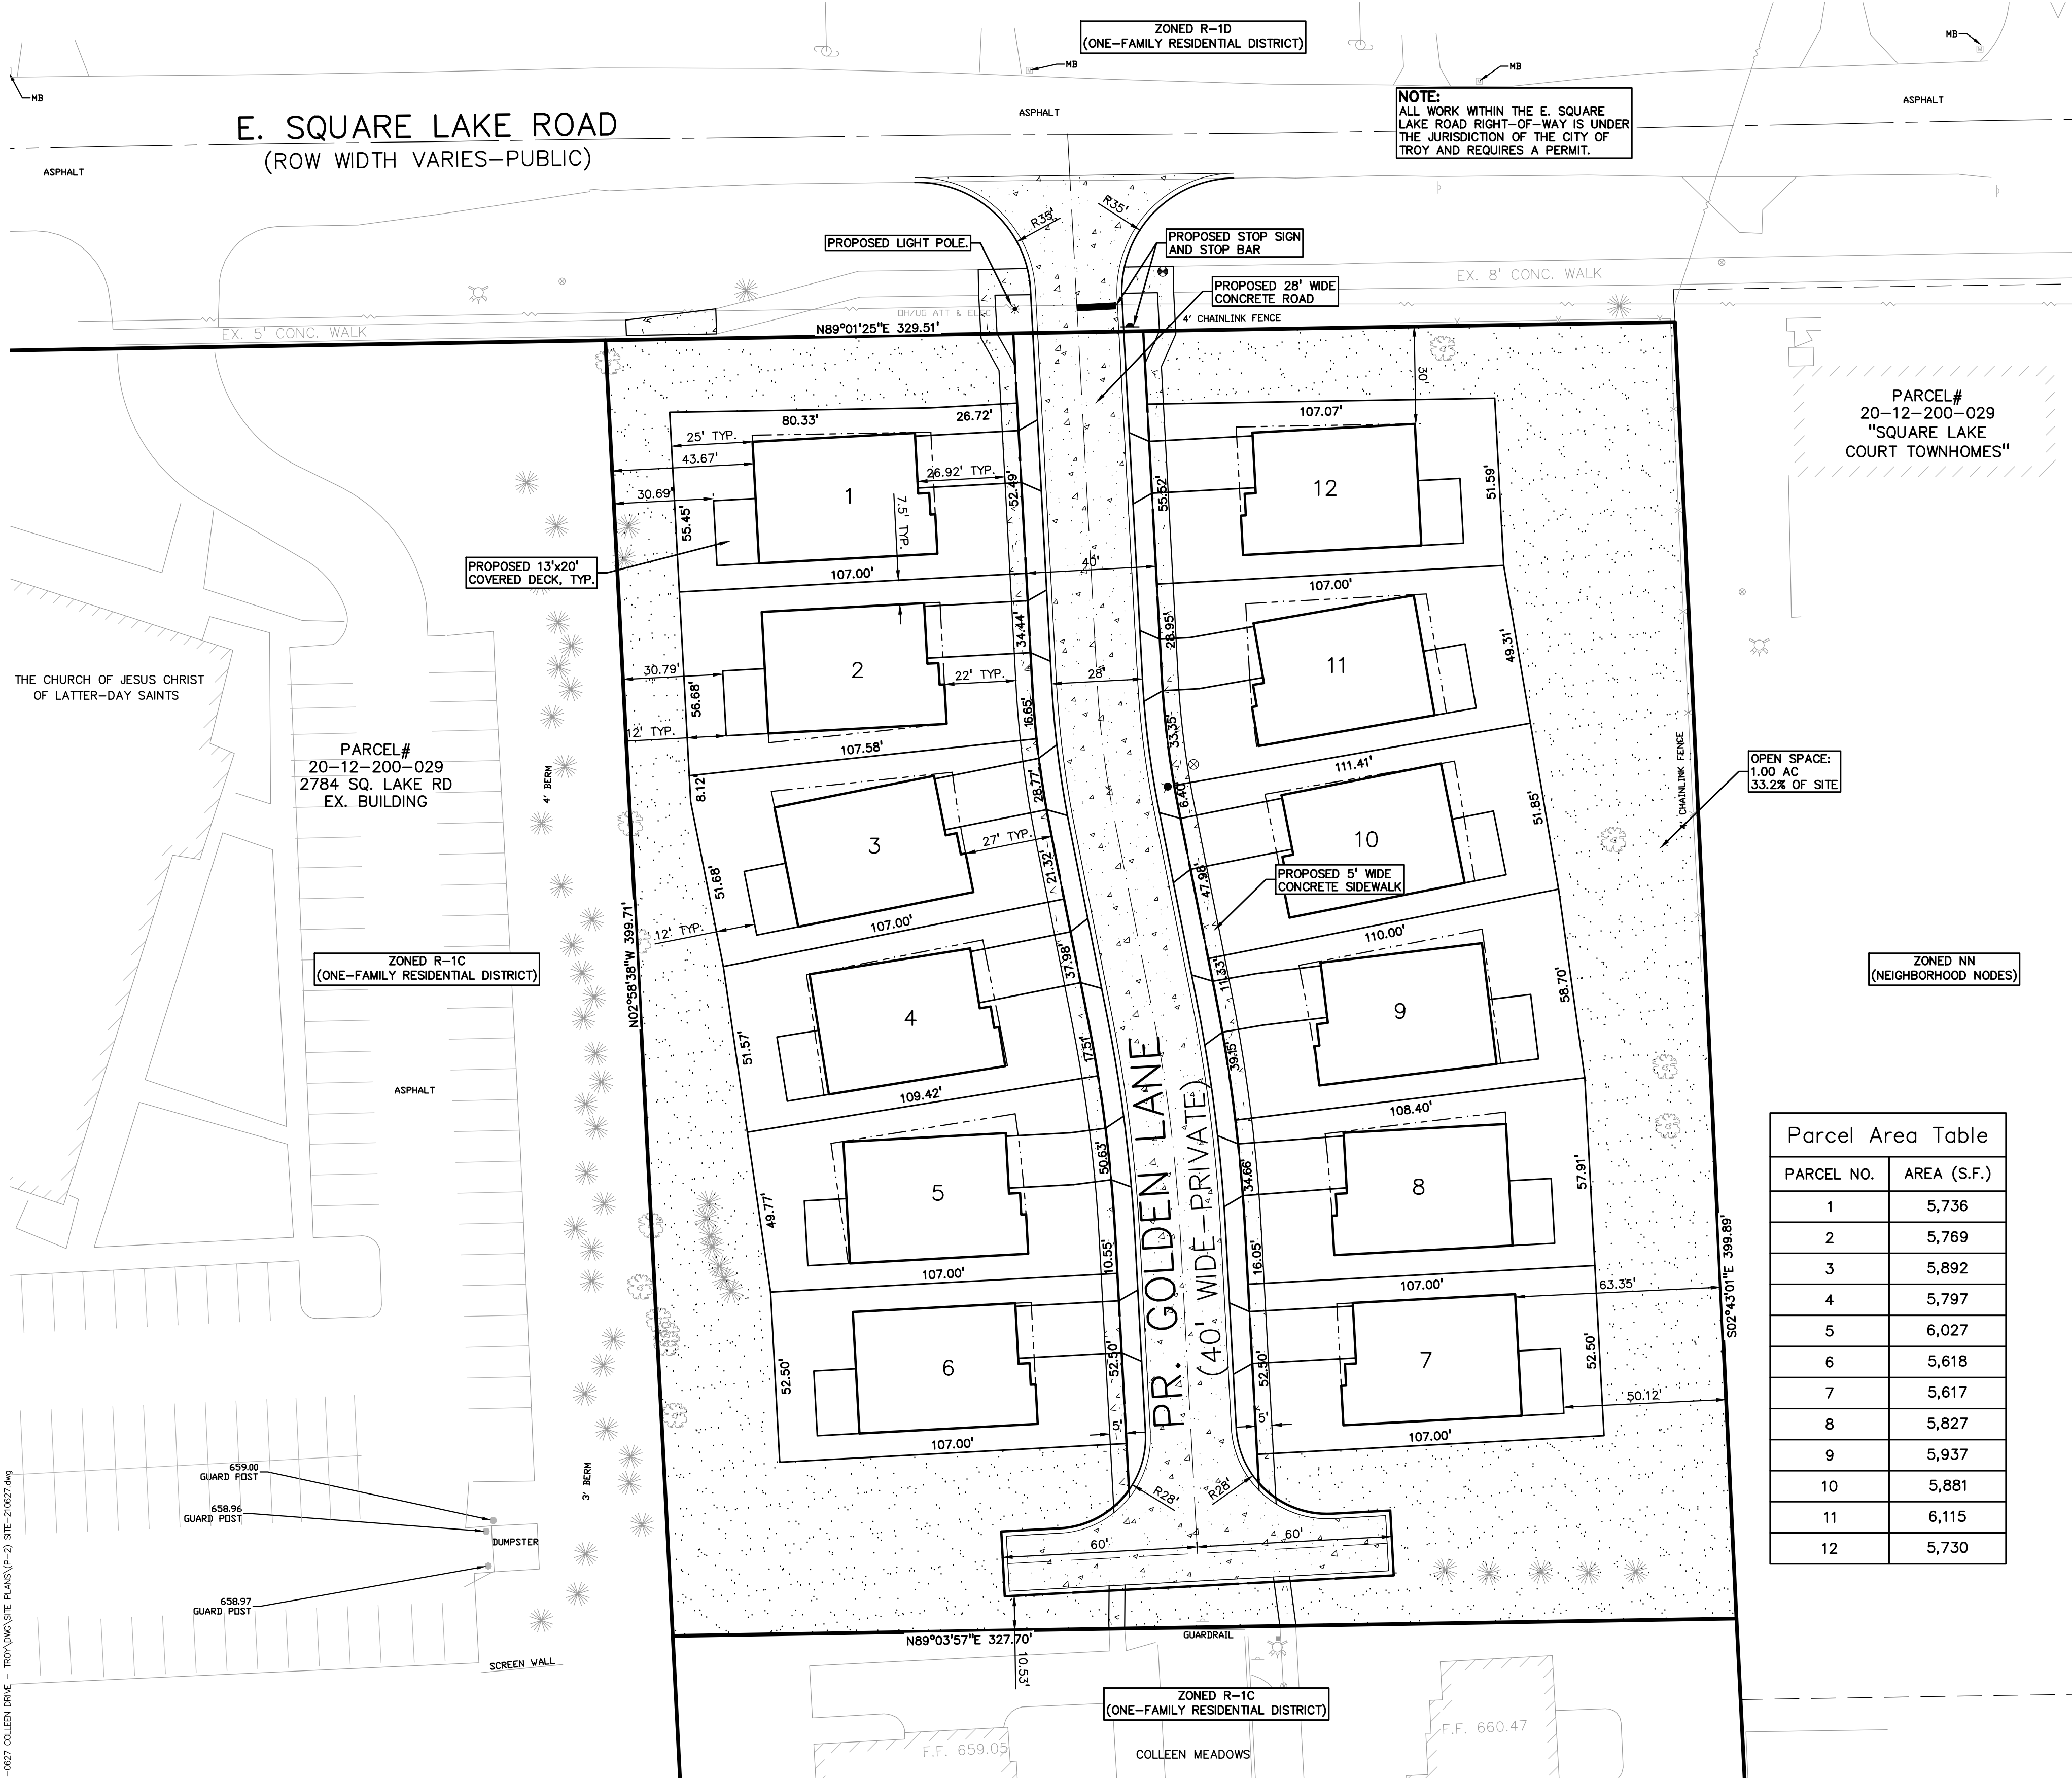 ZONED R-1D
(ONE-FAMILY RESIDENTIAL DISTRICT)
MB
MB
MB
MB
E. SQUARE LAKE ROAD
(ROW WIDTH VARIES-PUBLIC)
ASPHALT
ASPHALT
ASPHALT
NOTE:
ALL WORK WITHIN THE E. SQUARE
LAKE ROAD RIGHT-OF-WAY IS UNDER
THE JURISDICTION OF THE CITY OF
TROY AND REQUIRES A PERMIT.
R35'
R35'
PROPOSED LIGHT POLE.
PROPOSED STOP SIGN
AND STOP BAR
PROPOSED 28' WIDE
CONCRETE ROAD
EX. 8' CONC. WALK
EX. 5' CONC. WALK
OH/UG ATT & ELEC
N89°01'25"E 329.51'
4' CHAINLINK FENCE
30'
PARCEL#
20-12-200-029
"SQUARE LAKE
COURT TOWNHOMES"
80.33'
26.72'
107.07'
25' TYP.
43.67'
30.69'
55.45'
1
26.92' TYP.
7.5' TYP.
52.49'
55.52'
12
51.59'
PROPOSED 13'x20'
COVERED DECK, TYP.
107.00'
40'
107.00'
THE CHURCH OF JESUS CHRIST
OF LATTER-DAY SAINTS
30.79'
56.68'
12' TYP.
2
22' TYP.
34.44'
16.65'
28'
28.95'
33.35'
11
49.31'
PARCEL#
20-12-200-029
2784 SQ. LAKE RD
EX. BUILDING
4' BERM
107.58'
111.41'
4' CHAINLINK FENCE
OPEN SPACE:
1.00 AC
33.2% OF SITE
8.12'
51.68'
3
27' TYP.
28.77'
21.32'
6.40'
47.98'
10
51.85'
PROPOSED 5' WIDE
CONCRETE SIDEWALK
12' TYP.
107.00'
110.00'
N02°58'38"W 399.71'
ZONED R-1C
(ONE-FAMILY RESIDENTIAL DISTRICT)
ZONED NN
(NEIGHBORHOOD NODES)
51.57'
4
37.98'
17.51'
11.33'
39.15'
9
58.70'
ASPHALT
109.42'
108.40'
PR. GOLDEN LANE
(40' WIDE-PRIVATE)
49.77'
5
50.63'
10.55'
34.66'
16.05'
8
57.91'
107.00'
107.00'
63.35'
S02°43'01"E 399.89'
52.50'
6
52.50'
52.50'
7
52.50'
50.12'
5'
5'
107.00'
107.00'
Parcel Area Table
PARCEL NO. AREA (S.F.)
1 5,736
2 5,769
3 5,892
4 5,797
5 6,027
6 5,618
7 5,617
8 5,827
9 5,937
10 5,881
11 6,115
12 5,730
659.00
GUARD POST
658.96
GUARD POST
DUMPSTER
658.97
GUARD POST
3' BERM
R28'
R28'
60'
60'
SCREEN WALL
N89°03'57"E 327.70'
10.53'
GUARDRAIL
ZONED R-1C
(ONE-FAMILY RESIDENTIAL DISTRICT)
F.F. 659.05
COLLEEN MEADOWS
F.F. 660.47
-0627 COLLEEN DRIVE - TROY\DWG\SITE PLANS\(P-2) SITE-210627.dwg